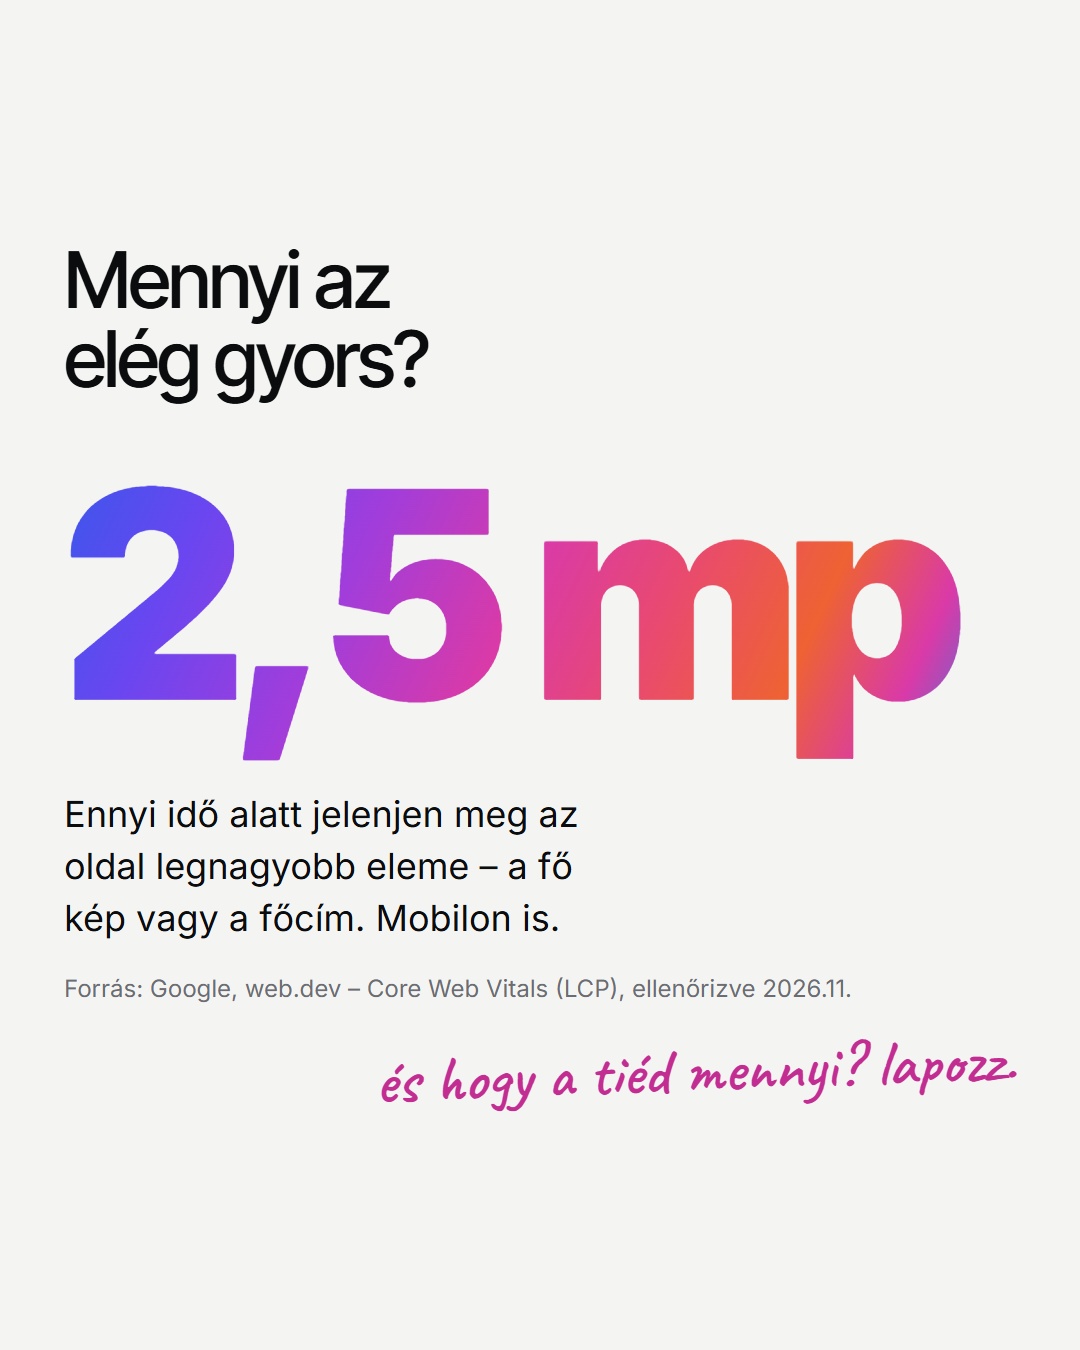 Mennyi az
elég gyors?
2,5 mp
Ennyi idő alatt jelenjen meg az
oldal legnagyobb eleme – a fő
kép vagy a főcím. Mobilon is.
Forrás: Google, web.dev – Core Web Vitals (LCP), ellenőrizve 2026.11.
és hogy a tiéd mennyi? lapozz.